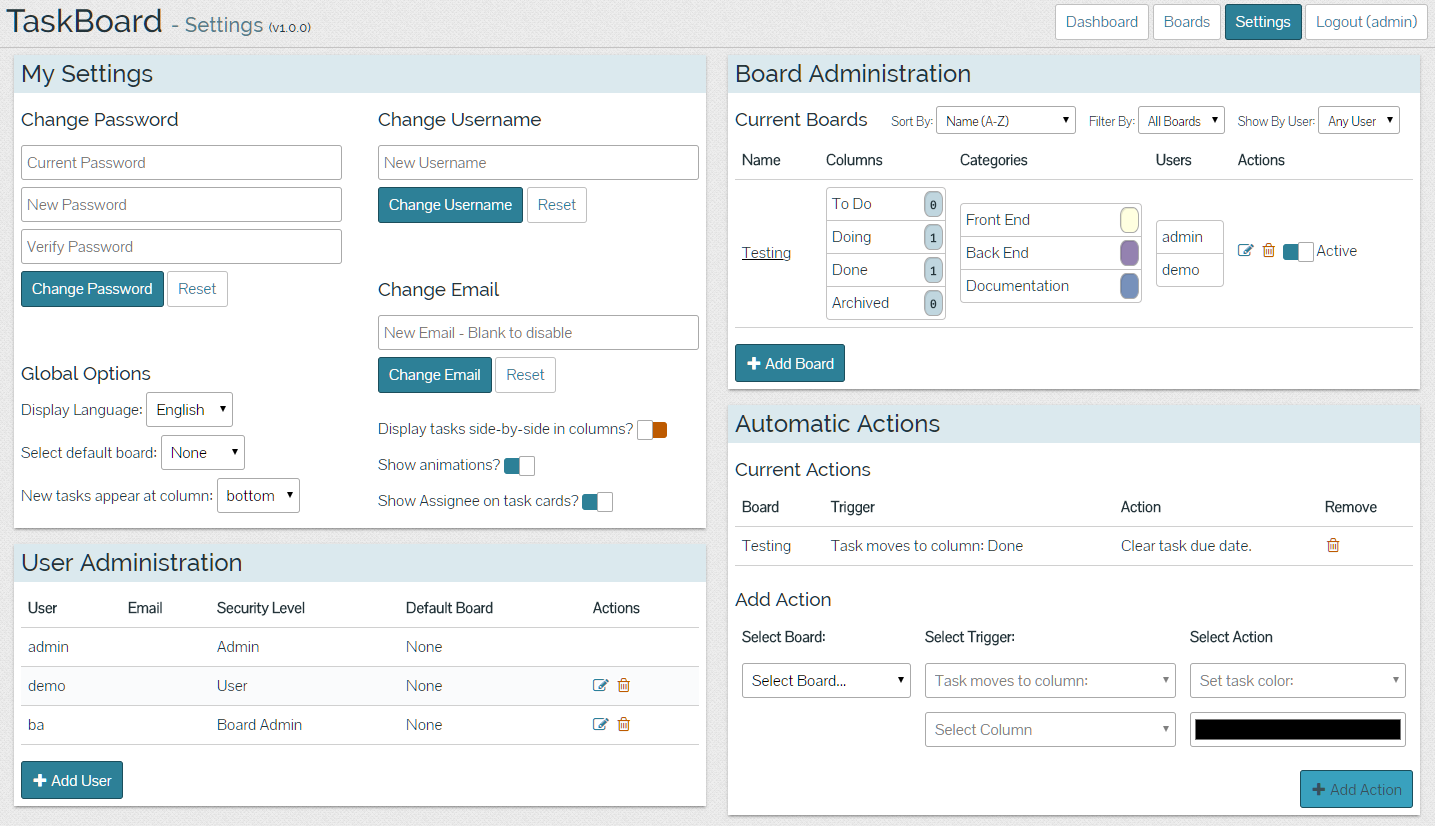 TaskBoard - Settings (v1.0.0)
Dashboard
Boards
Settings
Logout (admin)
My Settings
Change Password
Current Password
New Password
Verify Password
Change Password
Reset
Change Username
New Username
Change Username
Reset
Change Email
New Email - Blank to disable
Change Email
Reset
Global Options
Display Language: English
Select default board: None
New tasks appear at column: bottom
Display tasks side-by-side in columns?
Show animations?
Show Assignee on task cards?
User Administration
User Email Security Level Default Board Actions
admin Admin None
demo User None
ba Board Admin None
Add User
Board Administration
Current Boards Sort By: Name (A-Z) Filter By: All Boards Show By User: Any User
Name Columns Categories Users Actions
Testing
To Do 0
Doing 1
Done 1
Archived 0
Front End
Back End
Documentation
admin
demo
Active
Add Board
Automatic Actions
Current Actions
Board Trigger Action Remove
Testing Task moves to column: Done Clear task due date.
Add Action
Select Board: Select Trigger: Select Action
Select Board... Task moves to column: Set task color:
Select Column
Add Action